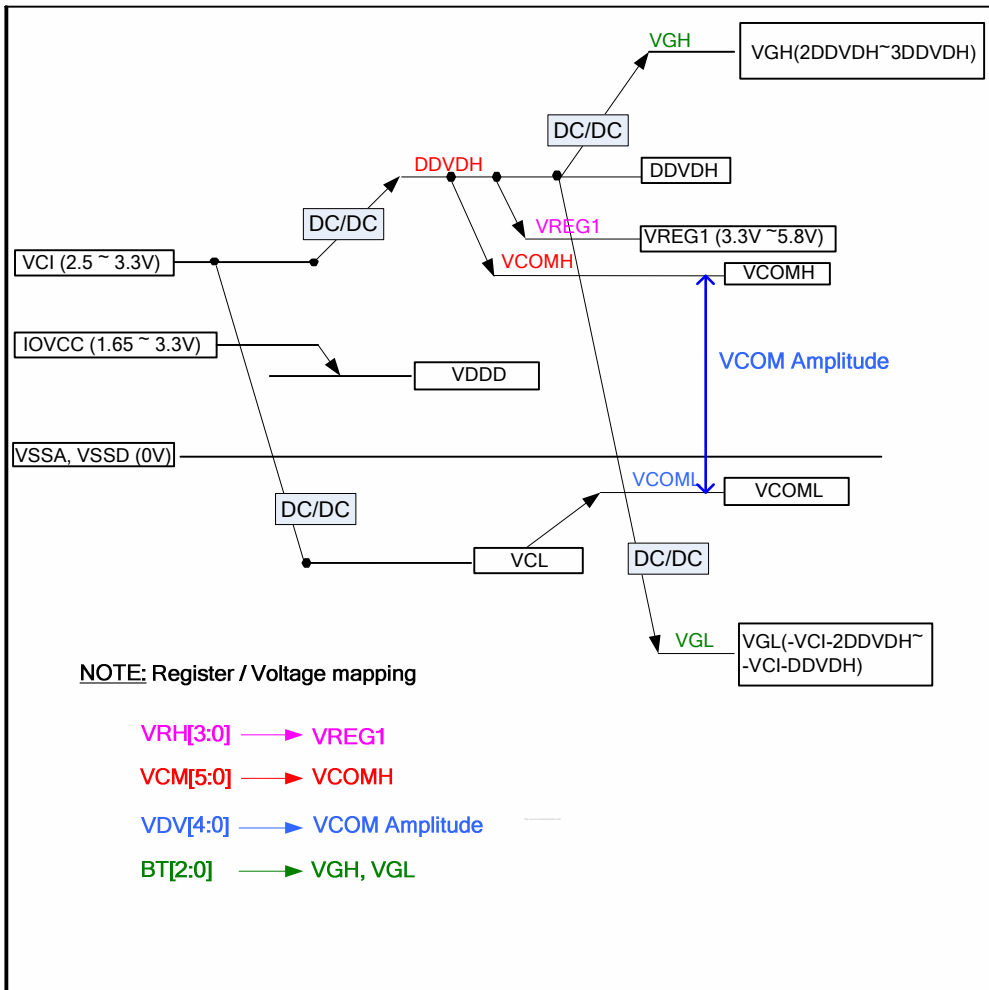 VGH
VGH(2DDVDH~3DDVDH)
DC/DC
DDVDH
DDVDH
DC/DC
VREG1
VREG1 (3.3V ~5.8V)
VCI (2.5 ~ 3.3V)
VCOMH
VCOMH
IOVCC (1.65 ~ 3.3V)
VCOM Amplitude
VDDD
VSSA, VSSD (0V)
VCOML
VCOML
DC/DC
VCL
DC/DC
VGL
VGL(-VCI-2DDVDH~
-VCI-DDVDH)
NOTE: Register / Voltage mapping
VRH[3:0] VREG1
VCM[5:0] VCOMH
VDV[4:0] VCOM Amplitude
BT[2:0] VGH, VGL